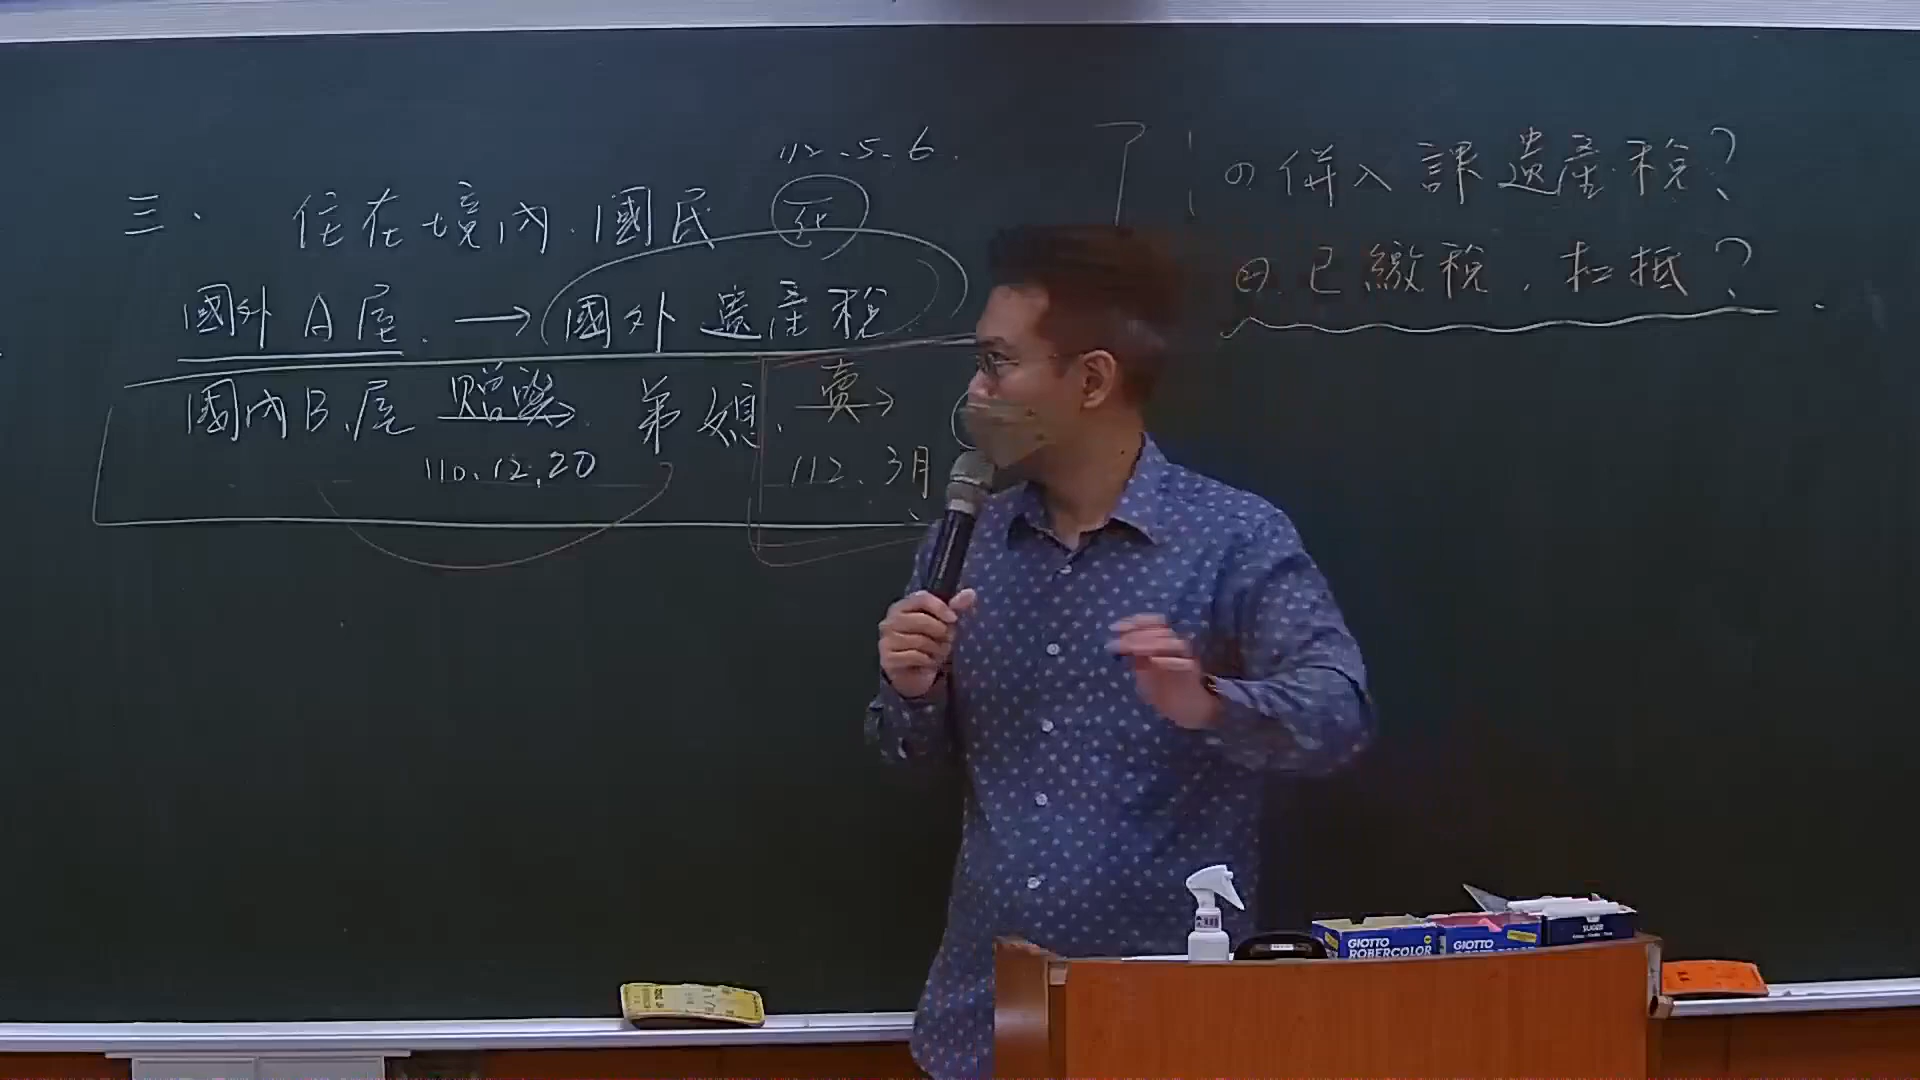 112.5.6.
三. 住在境內.國民 死
國外A屋. → 國外遺產稅
國內B.屋 贈與 弟媳. 賣
110.12.20 112.3月
併入課遺產稅?
已繳稅,扣抵?
GIOTTO
ROBERCOLOR
GIOTTO